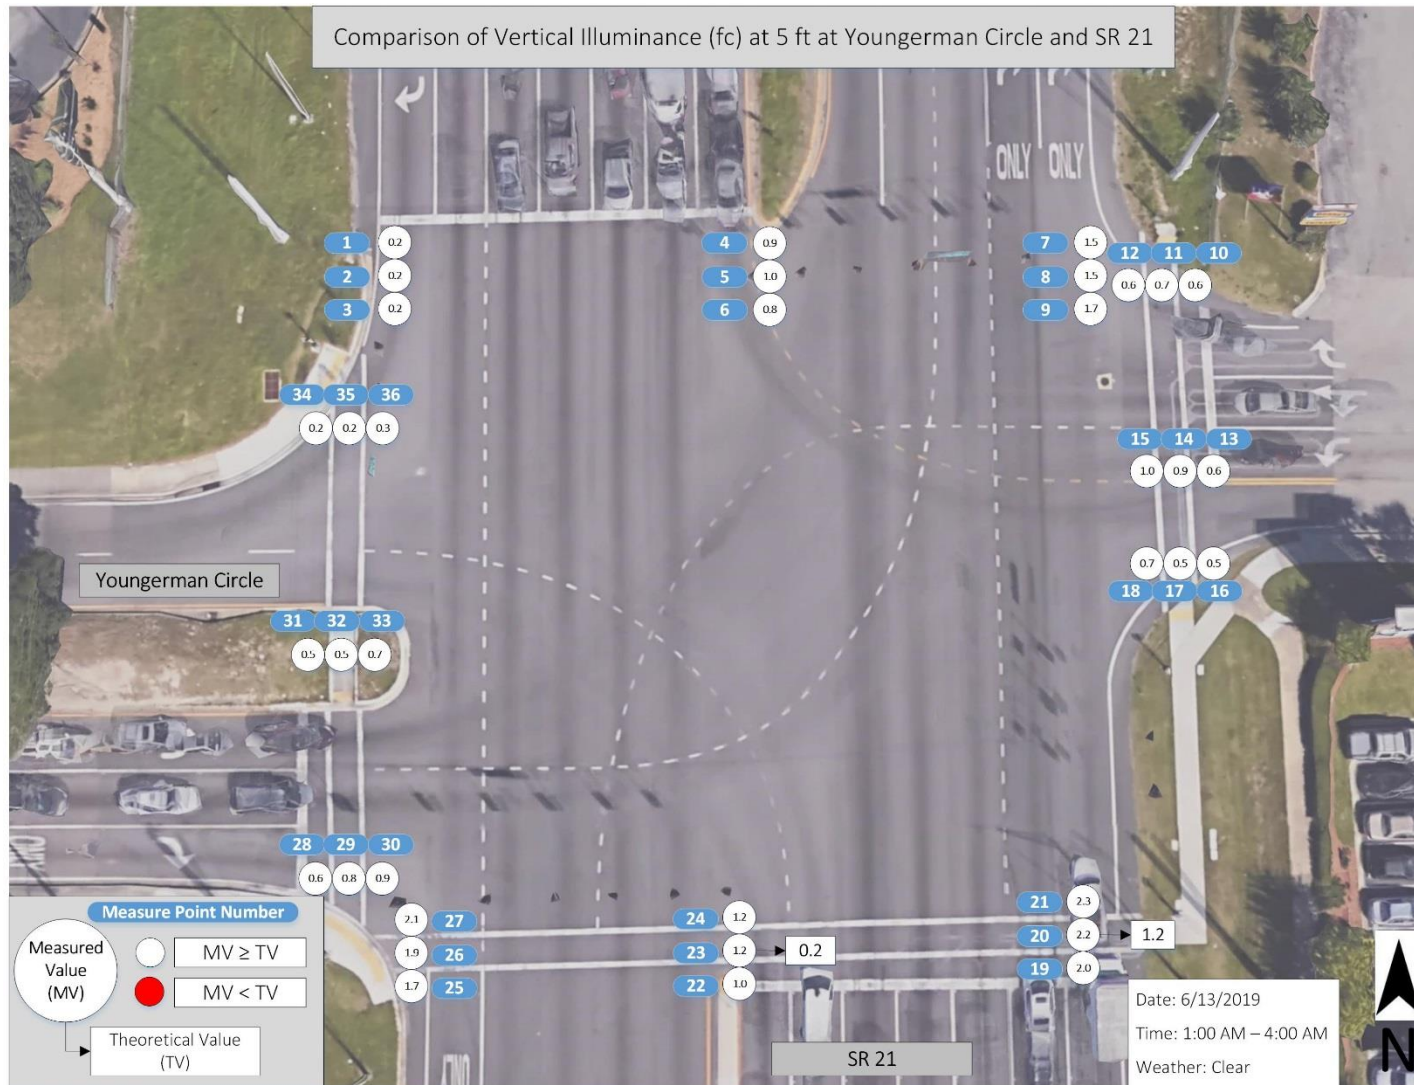 Comparison of Vertical Illuminance (fc) at 5 ft at Youngerman Circle and SR 21
ONLY ONLY
1 0.2
2 0.2
3 0.2
4 0.9
5 1.0
6 0.8
7 1.5
8 1.5
9 1.7
12 11 10
0.6 0.7 0.6
34 35 36
0.2 0.2 0.3
15 14 13
1.0 0.9 0.6
Youngerman Circle
0.7 0.5 0.5
18 17 16
31 32 33
0.5 0.5 0.7
28 29 30
0.6 0.8 0.9
2.1 27
1.9 26
1.7 25
24 1.2
23 1.2 0.2
22 1.0
21 2.3
20 2.2 1.2
19 2.0
ONLY
ONLY
Measure Point Number
Measured
Value
(MV)
MV ≥ TV
MV < TV
Theoretical Value
(TV)
SR 21
Date: 6/13/2019
Time: 1:00 AM – 4:00 AM
Weather: Clear
N